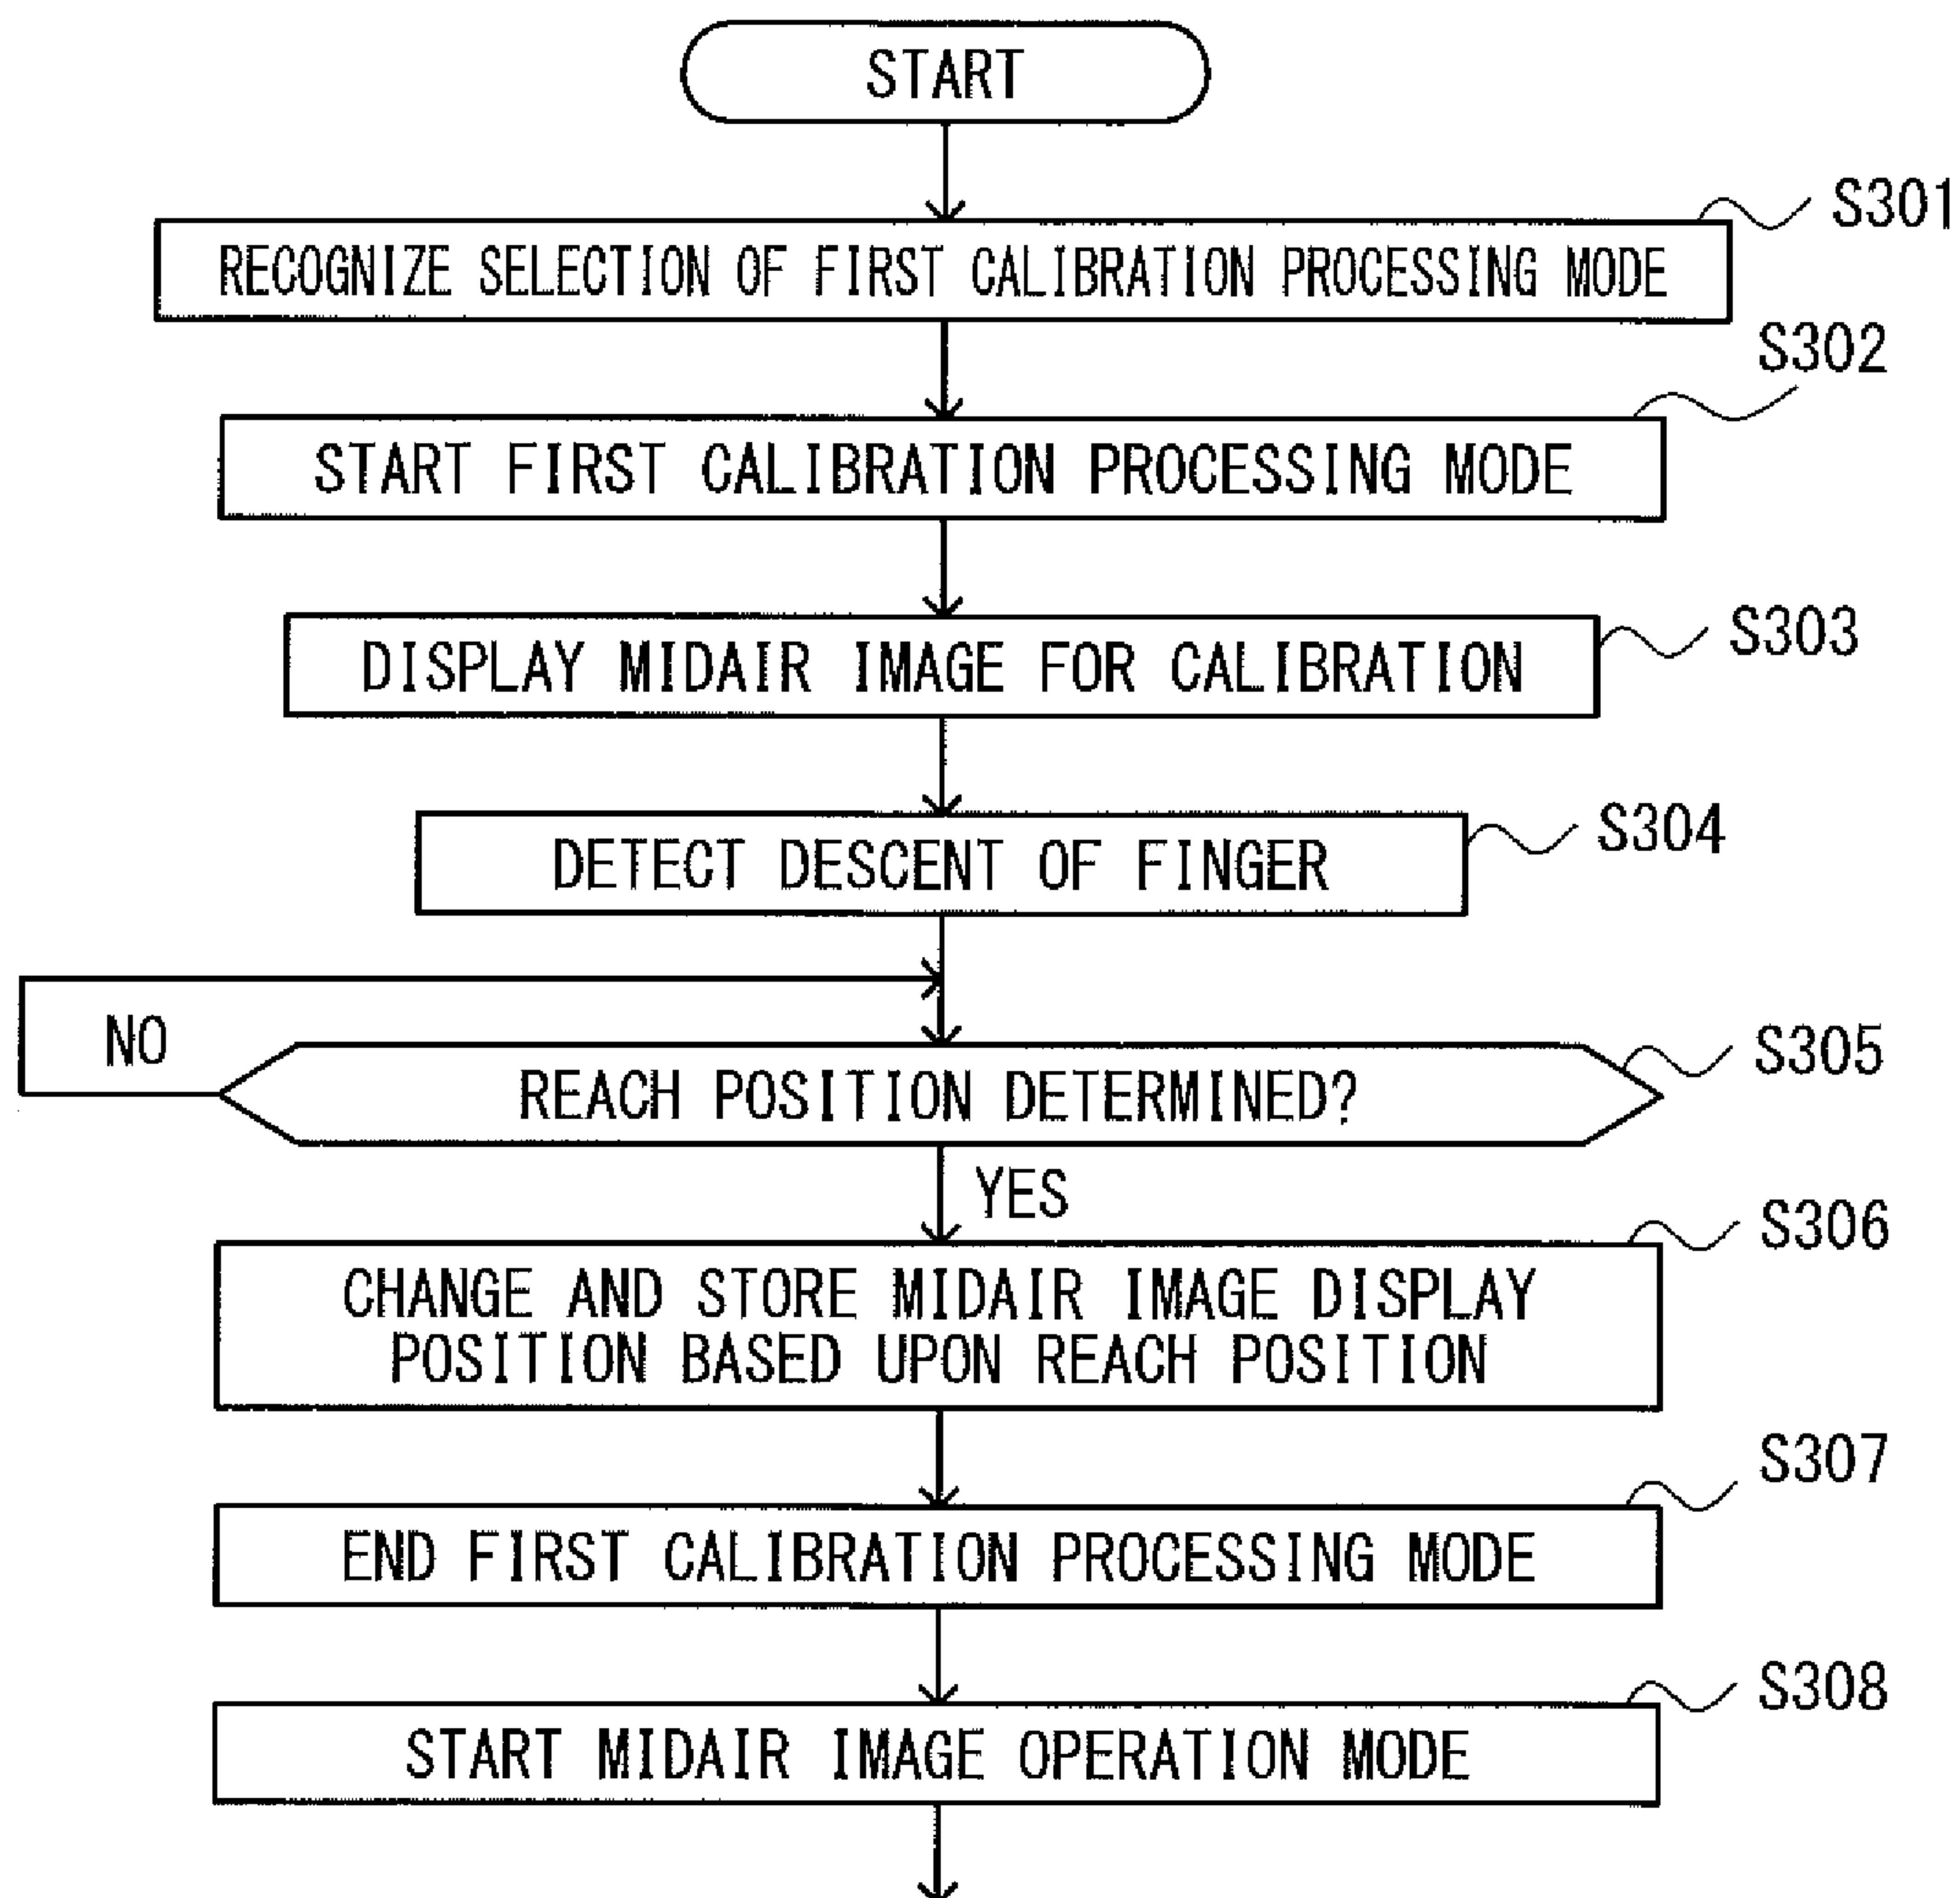 START
S301
RECOGNIZE SELECTION OF FIRST CALIBRATION PROCESSING MODE
S302
START FIRST CALIBRATION PROCESSING MODE
S303
DISPLAY MIDAIR IMAGE FOR CALIBRATION
S304
DETECT DESCENT OF FINGER
NO
S305
REACH POSITION DETERMINED?
YES
S306
CHANGE AND STORE MIDAIR IMAGE DISPLAY
POSITION BASED UPON REACH POSITION
S307
END FIRST CALIBRATION PROCESSING MODE
S308
START MIDAIR IMAGE OPERATION MODE